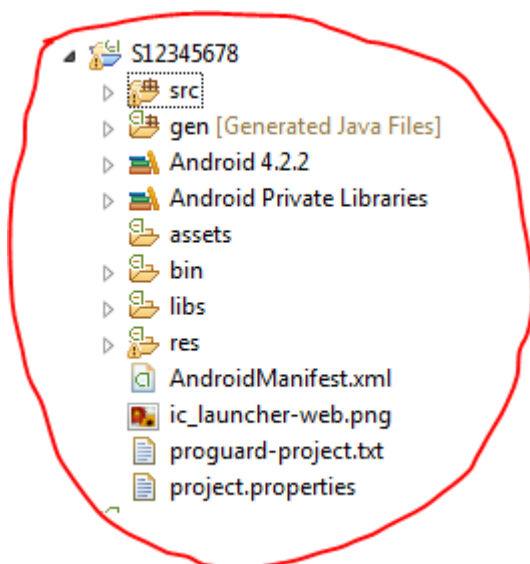 S12345678
src
gen [Generated Java Files]
Android 4.2.2
Android Private Libraries
assets
bin
libs
res
AndroidManifest.xml
ic_launcher-web.png
proguard-project.txt
project.properties